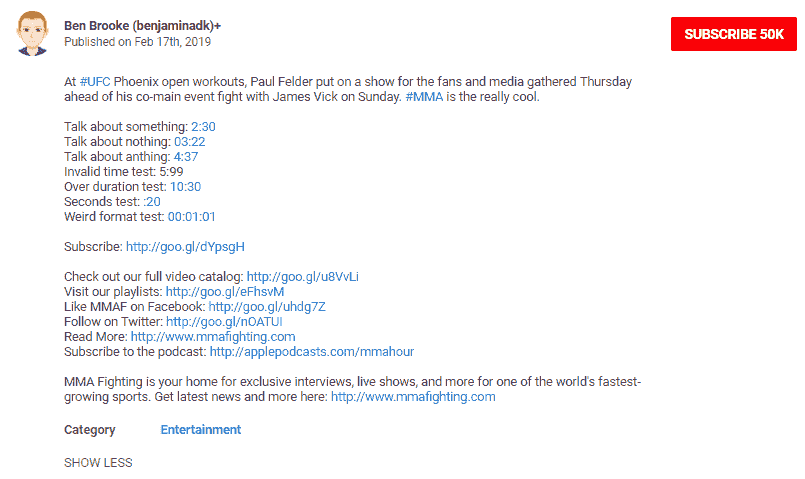 Ben Brooke (benjaminadk)+
SUBSCRIBE 50K
Published on Feb 17th, 2019
At #UFC Phoenix open workouts, Paul Felder put on a show for the fans and media gathered Thursday
ahead of his co-main event fight with James Vick on Sunday. #MMA is the really cool.
Talk about something: 2:30
Talk about nothing: 03:22
Talk about anthing: 4:37
Invalid time test: 5:99
Over duration test: 10:30
Seconds test: :20
Weird format test: 00:01:01
Subscribe: http://goo.gl/dYpsgH
Check out our full video catalog: http://goo.gl/u8VvLi
Visit our playlists: http://goo.gl/eFhsvM
Like MMAF on Facebook: http://goo.gl/uhdg7Z
Follow on Twitter: http://goo.gl/nOATUI
Read More: http://www.mmafighting.com
Subscribe to the podcast: http://applepodcasts.com/mmahour
MMA Fighting is your home for exclusive interviews, live shows, and more for one of the world's fastest-
growing sports. Get latest news and more here: http://www.mmafighting.com
Category Entertainment
SHOW LESS